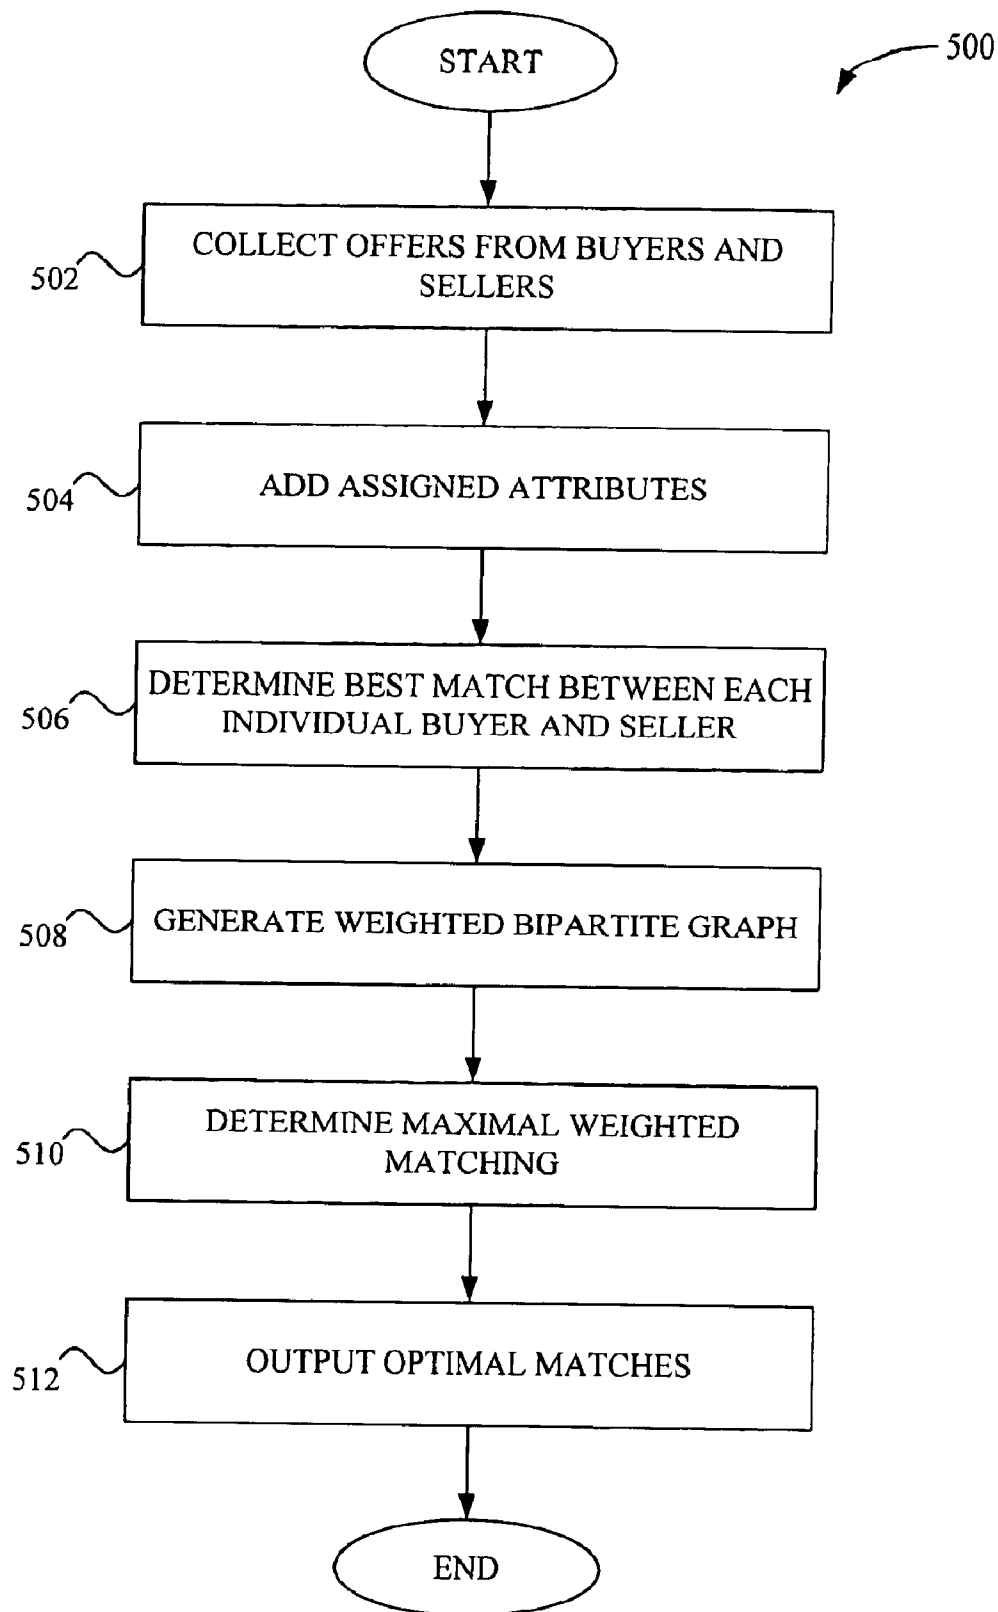 START
500
COLLECT OFFERS FROM BUYERS AND
SELLERS
502
ADD ASSIGNED ATTRIBUTES
504
DETERMINE BEST MATCH BETWEEN EACH
INDIVIDUAL BUYER AND SELLER
506
GENERATE WEIGHTED BIPARTITE GRAPH
508
DETERMINE MAXIMAL WEIGHTED
MATCHING
510
OUTPUT OPTIMAL MATCHES
512
END